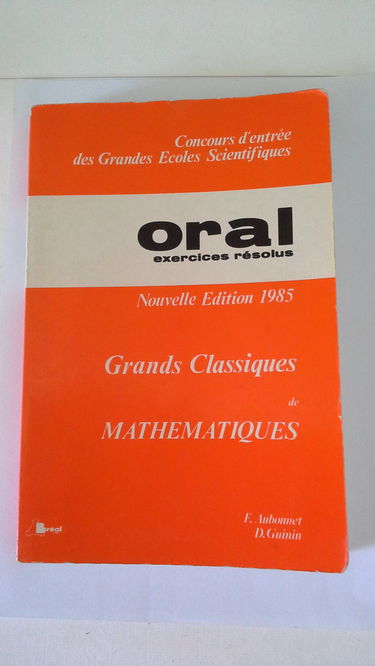 Concours d'entrée
des Grandes Ecoles Scientifiques
oral
exercices résolus
Nouvelle Edition 1985
Grands Classiques
de
MATHEMATIQUES
F. Aubonnet
D. Guinin
Bréal